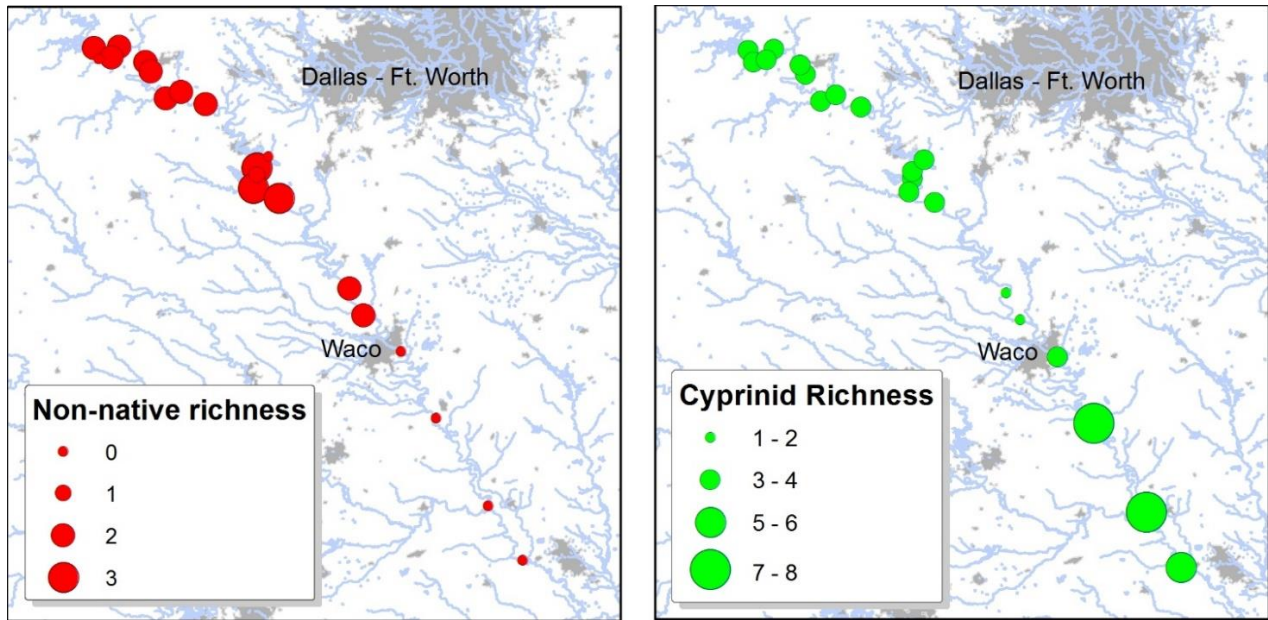 Dallas - Ft. Worth
Waco
Non-native richness
0
1
2
3
Dallas - Ft. Worth
Waco
Cyprinid Richness
1 - 2
3 - 4
5 - 6
7 - 8